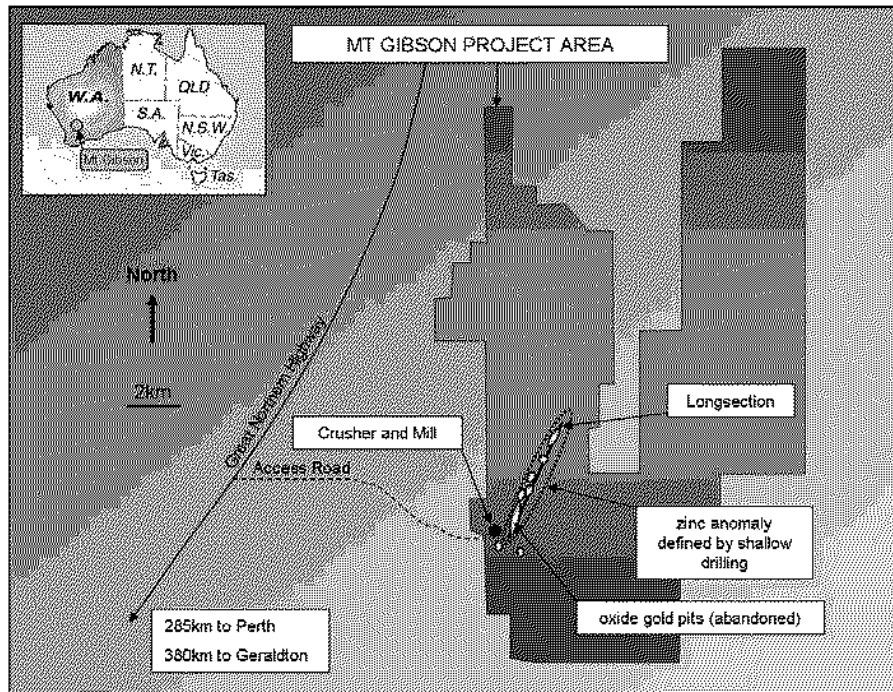 MT GIBSON PROJECT AREA
N.T.
QLD
W.A.
S.A.
N.S.W.
Vic.
Mt Gibson
Tas.
North
2km
Great Northern Highway
Access Road
Crusher and Mill
Longsection
zinc anomaly
defined by shallow
drilling
oxide gold pits (abandoned)
285km to Perth
380km to Geraldton